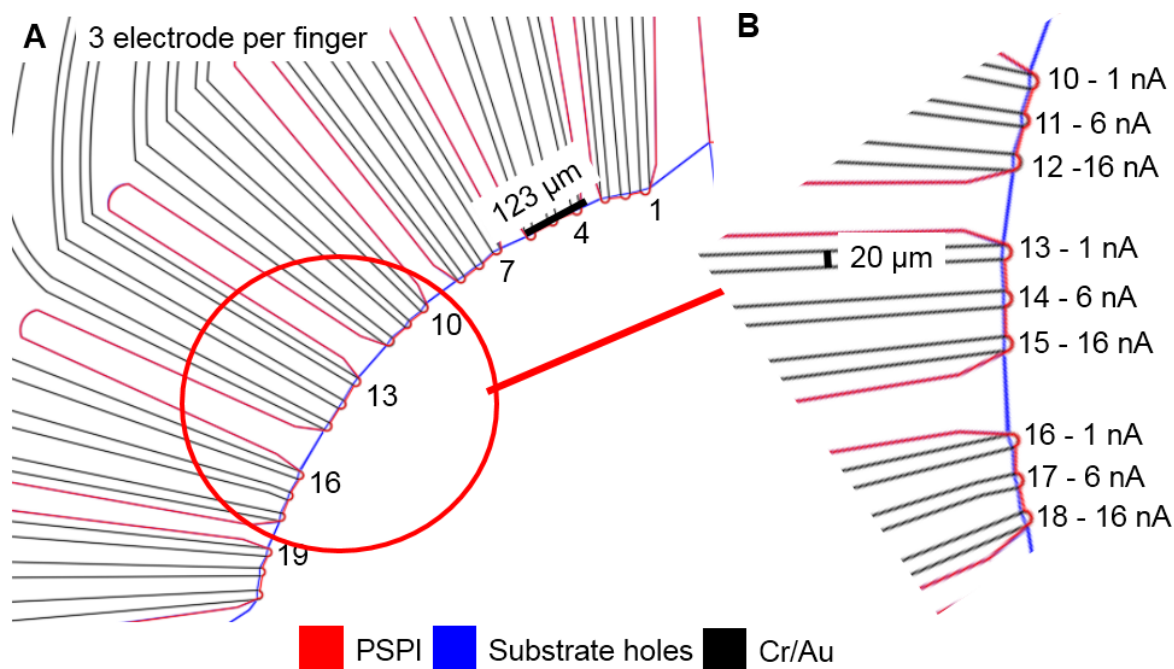 A
3 electrode per finger
123 µm
1
4
7
10
13
16
19
B
10 - 1 nA
11 - 6 nA
12 -16 nA
13 - 1 nA
20 µm
14 - 6 nA
15 - 16 nA
16 - 1 nA
17 - 6 nA
18 - 16 nA
PSPI
Substrate holes
Cr/Au